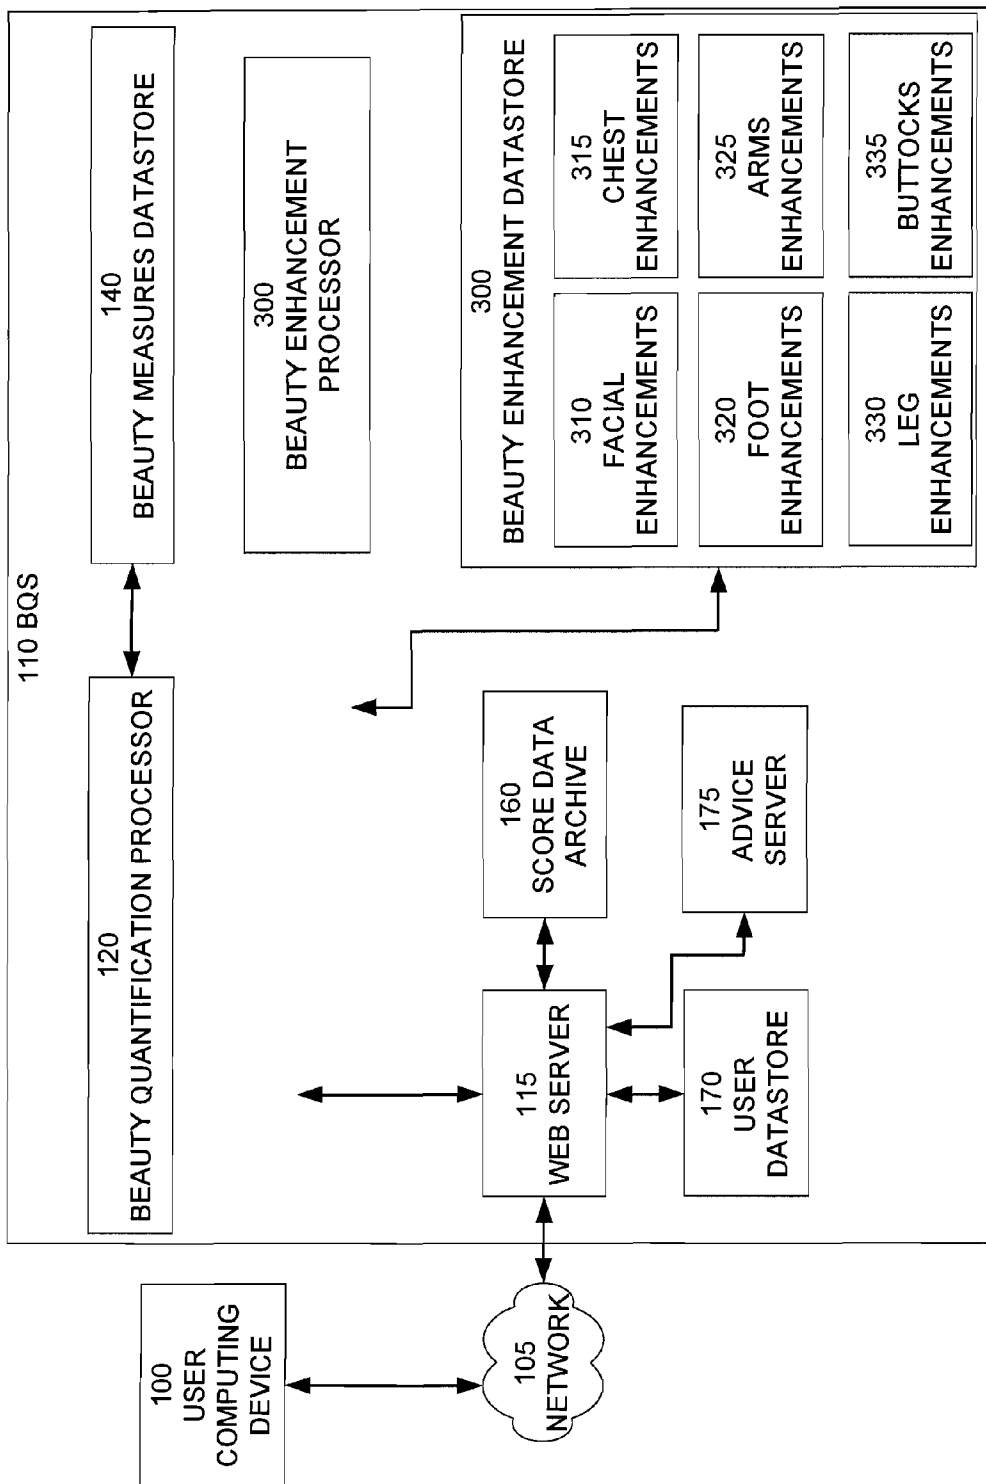 110 BQS
100
USER
COMPUTING
DEVICE
105
NETWORK
120
BEAUTY QUANTIFICATION PROCESSOR
140
BEAUTY MEASURES DATASTORE
300
BEAUTY ENHANCEMENT
PROCESSOR
115
WEB SERVER
160
SCORE DATA
ARCHIVE
170
USER
DATASTORE
175
ADVICE
SERVER
300
BEAUTY ENHANCEMENT DATASTORE
310
FACIAL
ENHANCEMENTS
315
CHEST
ENHANCEMENTS
320
FOOT
ENHANCEMENTS
325
ARMS
ENHANCEMENTS
330
LEG
ENHANCEMENTS
335
BUTTOCKS
ENHANCEMENTS